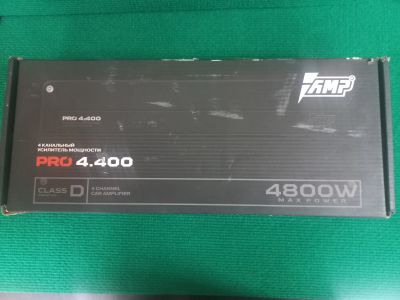 AMP
PRO 4.400
4 КАНАЛЬНЫЙ
УСИЛИТЕЛЬ МОЩНОСТИ
PRO 4.400
CLASS D
4 CHANNEL
CAR AMPLIFIER
4800W
MAX POWER